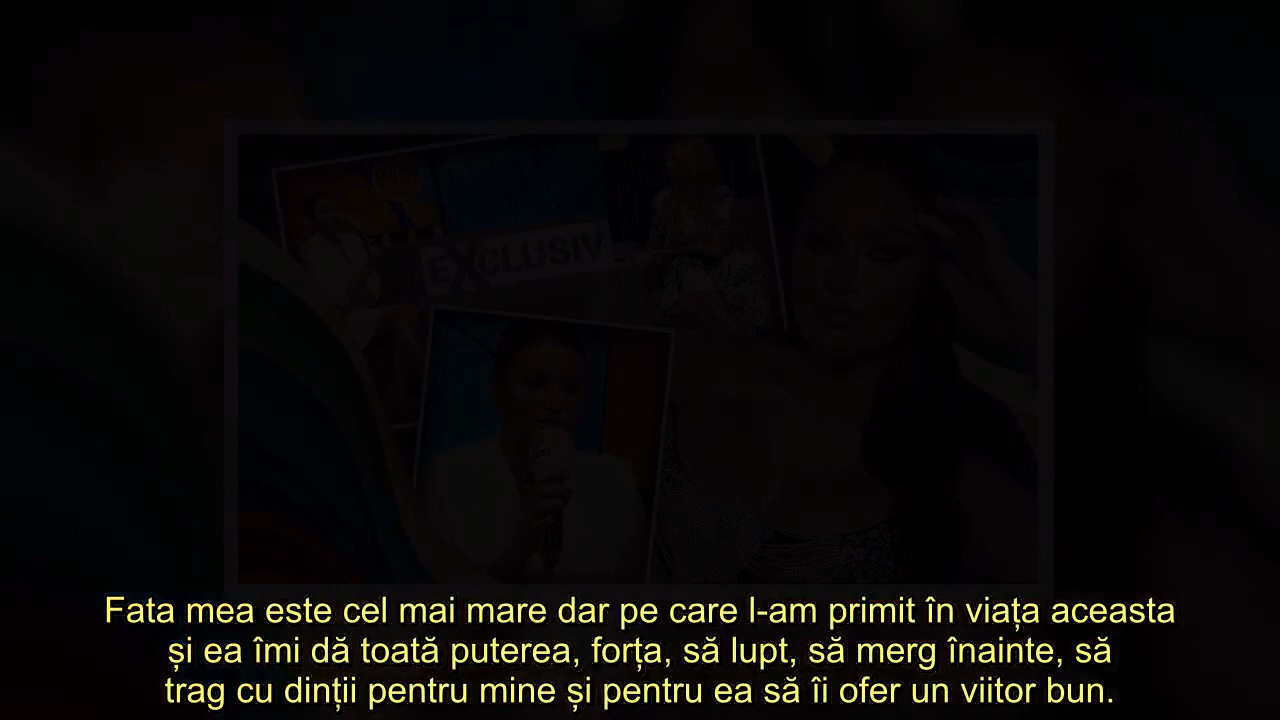 EXCLUSIV
Fata mea este cel mai mare dar pe care l-am primit în viața aceasta
și ea îmi dă toată puterea, forța, să lupt, să merg înainte, să
trag cu dinții pentru mine și pentru ea să îi ofer un viitor bun.